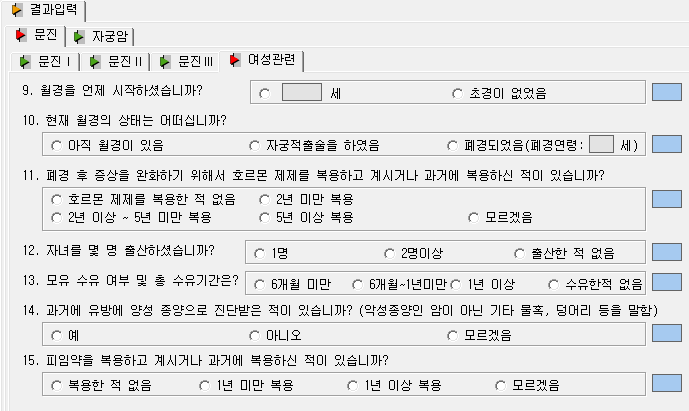 결과입력
문진 자궁암
문진Ⅰ 문진Ⅱ 문진Ⅲ 여성관련
9. 월경을 언제 시작하셨습니까? 세 초경이 없었음
10. 현재 월경의 상태는 어떠십니까?
아직 월경이 있음 자궁적출술을 하였음 폐경되었음(폐경연령: 세)
11. 폐경 후 증상을 완화하기 위해서 호르몬 제제를 복용하고 계시거나 과거에 복용하신 적이 있습니까?
호르몬 제제를 복용한 적 없음 2년 미만 복용
2년 이상 ~ 5년 미만 복용 5년 이상 복용 모르겠음
12. 자녀를 몇 명 출산하셨습니까? 1명 2명이상 출산한 적 없음
13. 모유 수유 여부 및 총 수유기간은? 6개월 미만 6개월~1년미만 1년 이상 수유한적 없음
14. 과거에 유방에 양성 종양으로 진단받은 적이 있습니까? (악성종양인 암이 아닌 기타 물혹, 덩어리 등을 말함)
예 아니오 모르겠음
15. 피임약을 복용하고 계시거나 과거에 복용하신 적이 있습니까?
복용한 적 없음 1년 미만 복용 1년 이상 복용 모르겠음